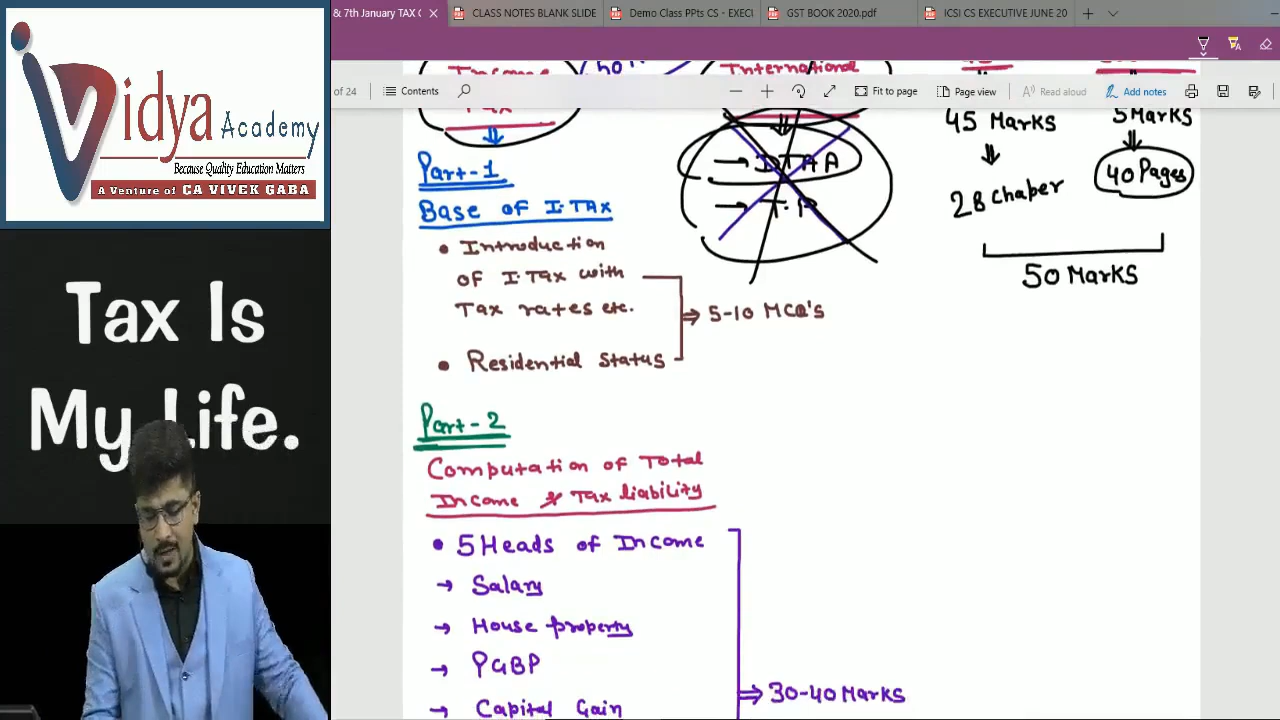 Vidya Academy
Because Quality Education Matters
A Venture of CA VIVEK GABA
Tax Is
My Life.
& 7th January TAX C
CLASS NOTES BLANK SLIDE
Demo Class PPts CS - EXECU
GST BOOK 2020.pdf
ICSI CS EXECUTIVE JUNE 20
of 24
Contents
Fit to page
Page view
Read aloud
Add notes
Income
Tax
Part-1
Base of I.Tax
Introduction
of I.Tax with
Tax rates etc.
Residential Status
5-10 MCQ's
International
DTAA
T.P
45 Marks
28 Chaper
5 Marks
40 Pages
50 Marks
Part-2
Computation of Total
Income & Tax liability
5 Heads of Income
Salary
House property
PGBP
Capital Gain
30-40 Marks